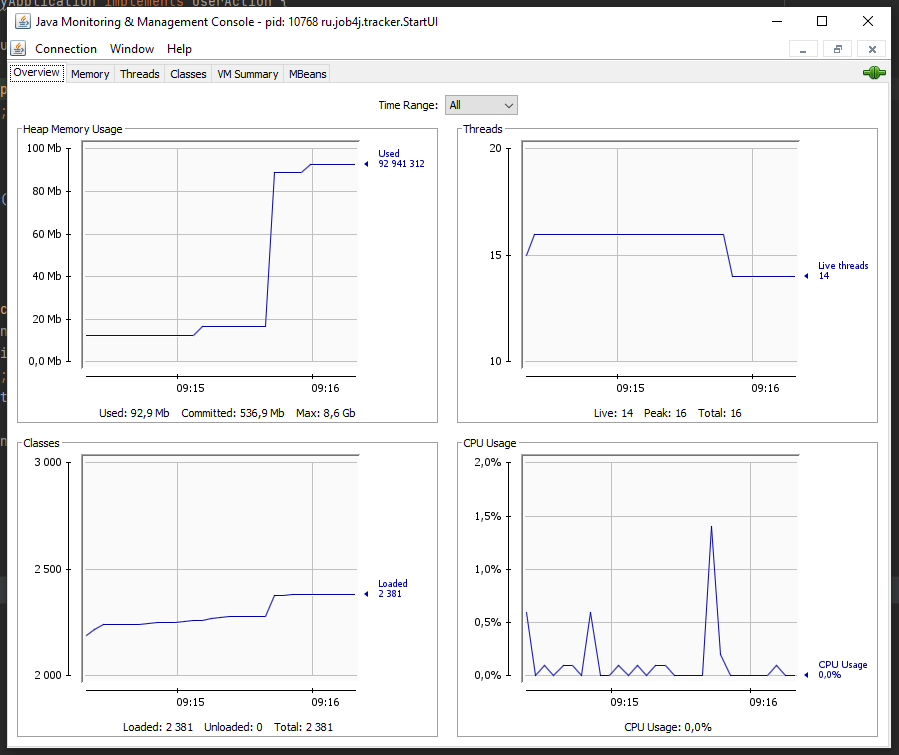 yApplication implements UserAction {
Java Monitoring & Management Console - pid: 10768 ru.job4j.tracker.StartUI
Connection Window Help
Overview Memory Threads Classes VM Summary MBeans
Time Range: All
Heap Memory Usage
100 Mb
80 Mb
60 Mb
40 Mb
20 Mb
0,0 Mb
Used
92 941 312
09:15 09:16
Used: 92,9 Mb Committed: 536,9 Mb Max: 8,6 Gb
Threads
20
15
10
Live threads
14
09:15 09:16
Live: 14 Peak: 16 Total: 16
Classes
3 000
2 500
2 000
Loaded
2 381
09:15 09:16
Loaded: 2 381 Unloaded: 0 Total: 2 381
CPU Usage
2,0%
1,5%
1,0%
0,5%
0,0%
CPU Usage
0,0%
09:15 09:16
CPU Usage: 0,0%